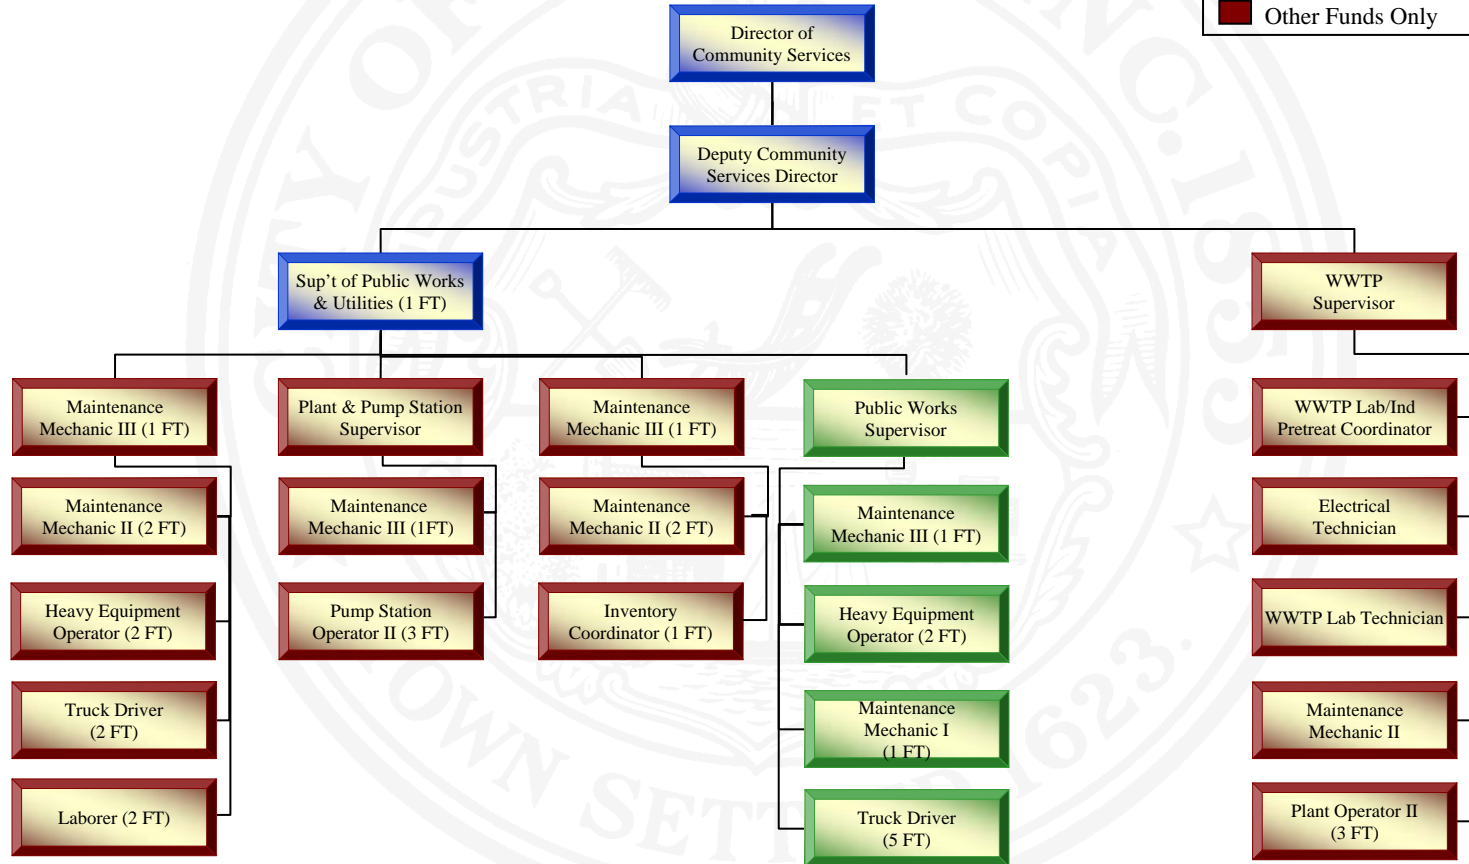 Other Funds Only
Director of
Community Services
Deputy Community
Services Director
Sup't of Public Works
& Utilities (1 FT)
WWTP
Supervisor
Maintenance
Mechanic III (1 FT)
Plant & Pump Station
Supervisor
Maintenance
Mechanic III (1 FT)
Public Works
Supervisor
WWTP Lab/Ind
Pretreat Coordinator
Maintenance
Mechanic II (2 FT)
Maintenance
Mechanic III (1FT)
Maintenance
Mechanic II (2 FT)
Maintenance
Mechanic III (1 FT)
Electrical
Technician
Heavy Equipment
Operator (2 FT)
Pump Station
Operator II (3 FT)
Inventory
Coordinator (1 FT)
Heavy Equipment
Operator (2 FT)
WWTP Lab Technician
Truck Driver
(2 FT)
Maintenance
Mechanic I
(1 FT)
Maintenance
Mechanic II
Laborer (2 FT)
Truck Driver
(5 FT)
Plant Operator II
(3 FT)